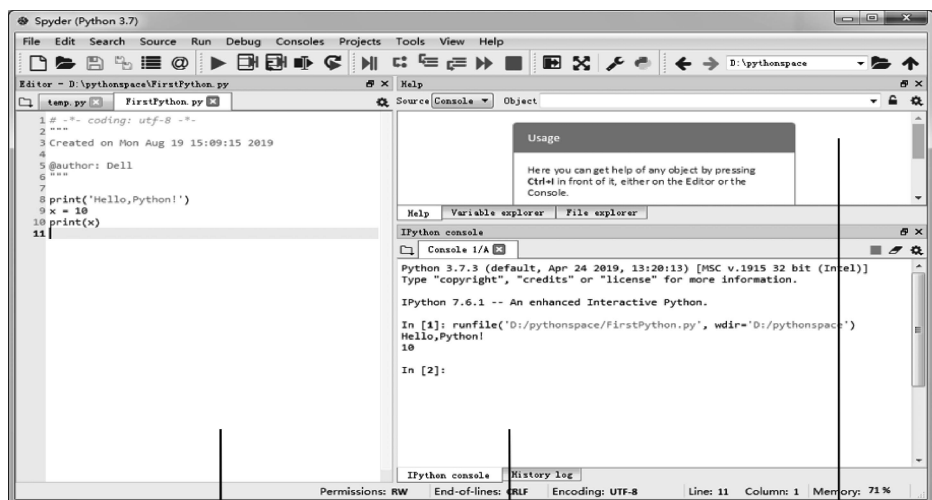 Spyder (Python 3.7)
File Edit Search Source Run Debug Consoles Projects Tools View Help
D:\pythonspace
Editor - D:\pythonspace\FirstPython.py
temp.py FirstPython.py
1 # -*- coding: utf-8 -*-
2 """
3 Created on Mon Aug 19 15:09:15 2019
4
5 @author: Dell
6 """
7
8 print('Hello,Python!')
9 x = 10
10 print(x)
11
Help
Source Console Object
Usage
Here you can get help of any object by pressing
Ctrl+I in front of it, either on the Editor or the
Console.
Help Variable explorer File explorer
IPython console
Console 1/A
Python 3.7.3 (default, Apr 24 2019, 13:20:13) [MSC v.1915 32 bit (Intel)]
Type "copyright", "credits" or "license" for more information.
IPython 7.6.1 -- An enhanced Interactive Python.
In [1]: runfile('D:/pythonspace/FirstPython.py', wdir='D:/pythonspace')
Hello,Python!
10
In [2]:
IPython console History log
Permissions: RW End-of-lines: CRLF Encoding: UTF-8 Line: 11 Column: 1 Memory: 71 %